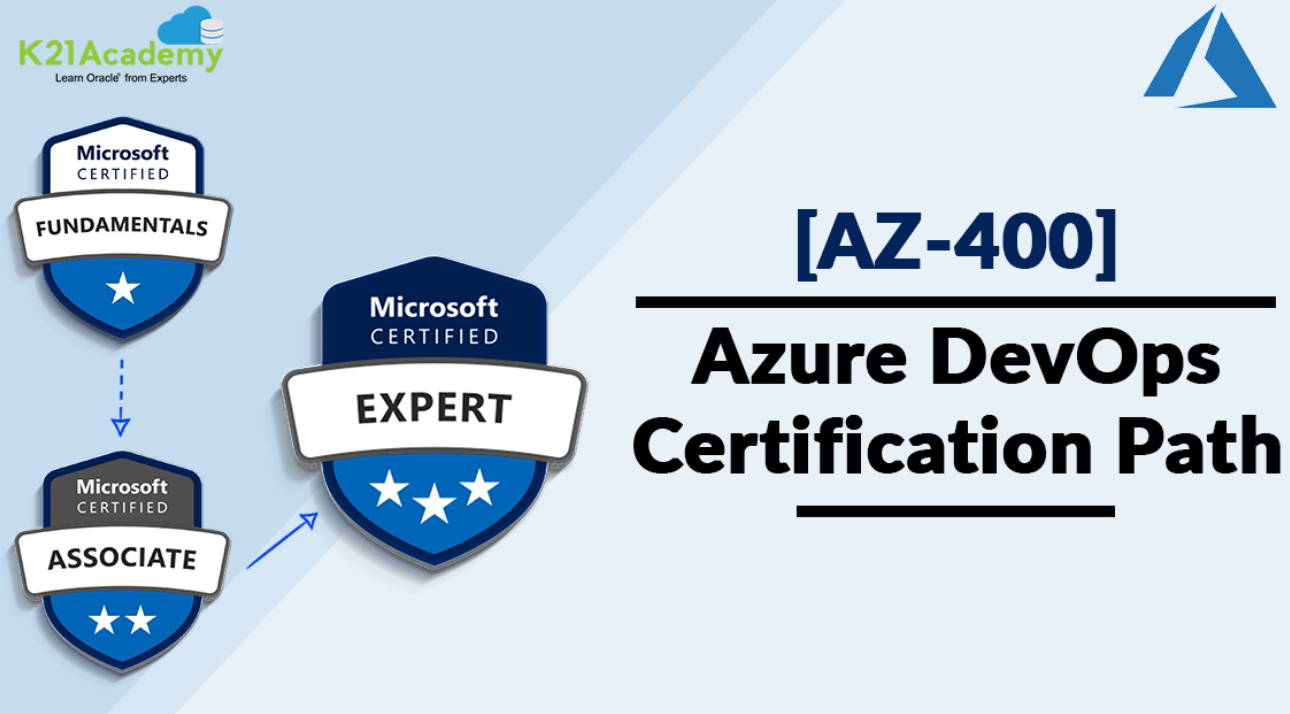 K21Academy
Learn Oracle® from Experts
Microsoft
CERTIFIED
FUNDAMENTALS
Microsoft
CERTIFIED
ASSOCIATE
Microsoft
CERTIFIED
EXPERT
[AZ-400]
Azure DevOps
Certification Path